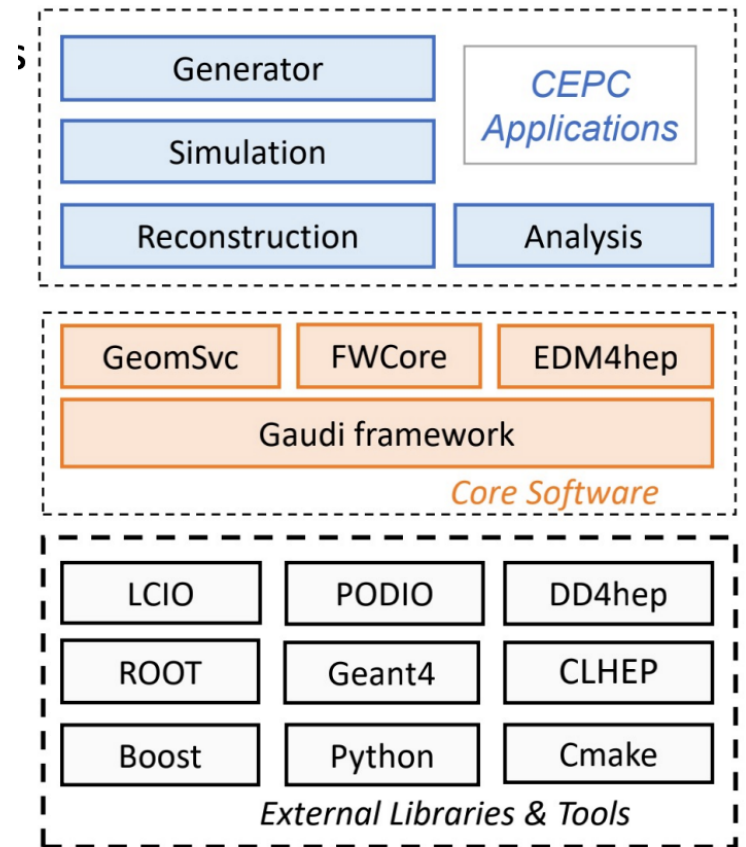 s
Generator
CEPC
Applications
Simulation
Reconstruction
Analysis
GeomSvc
FWCore
EDM4hep
Gaudi framework
Core Software
LCIO
PODIO
DD4hep
ROOT
Geant4
CLHEP
Boost
Python
Cmake
External Libraries & Tools